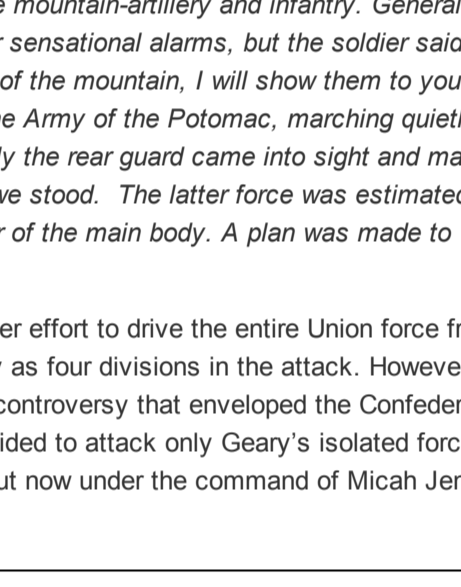 e mountain-artillery and infantry. General
r sensational alarms, but the soldier said
of the mountain, I will show them to you
e Army of the Potomac, marching quietl
ly the rear guard came into sight and ma
we stood. The latter force was estimated
r of the main body. A plan was made to
er effort to drive the entire Union force fr
y as four divisions in the attack. Howeve
controversy that enveloped the Confeder
ided to attack only Geary's isolated forc
ut now under the command of Micah Jer